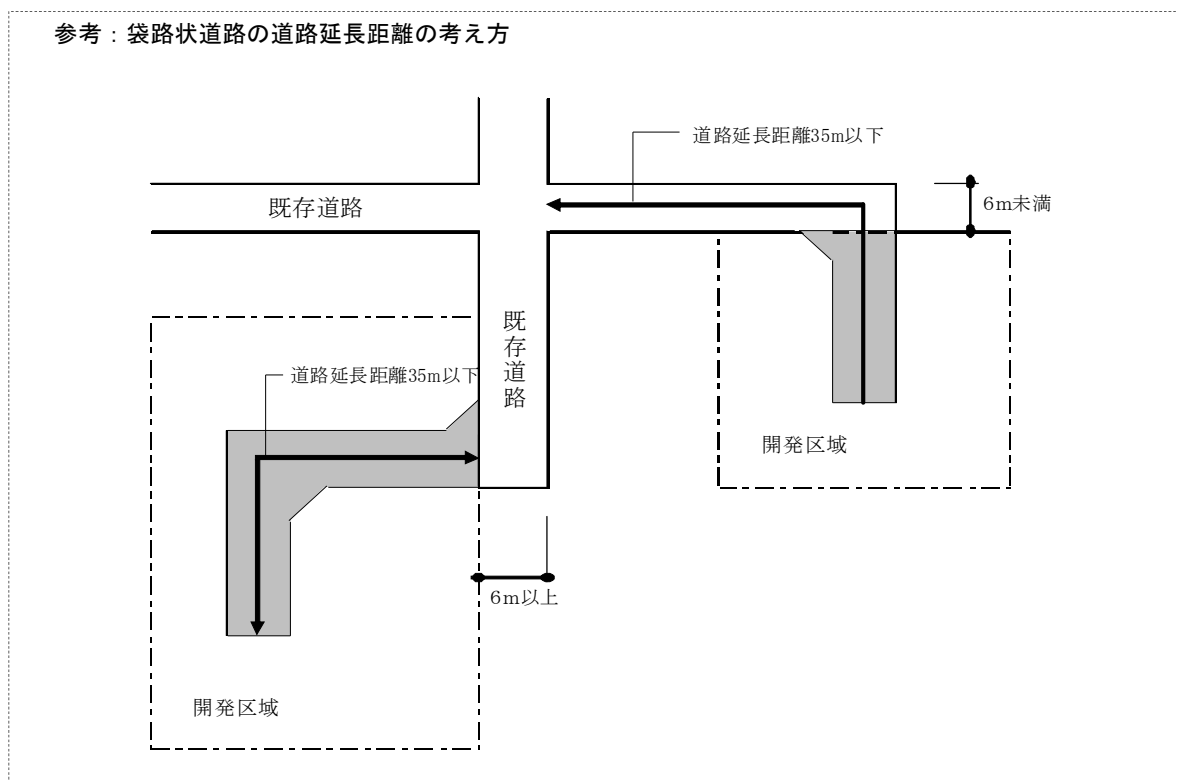 参考：袋路状道路の道路延長距離の考え方
道路延長距離35m以下
既存道路
6m未満
既存道路
道路延長距離35m以下
開発区域
6m以上
開発区域